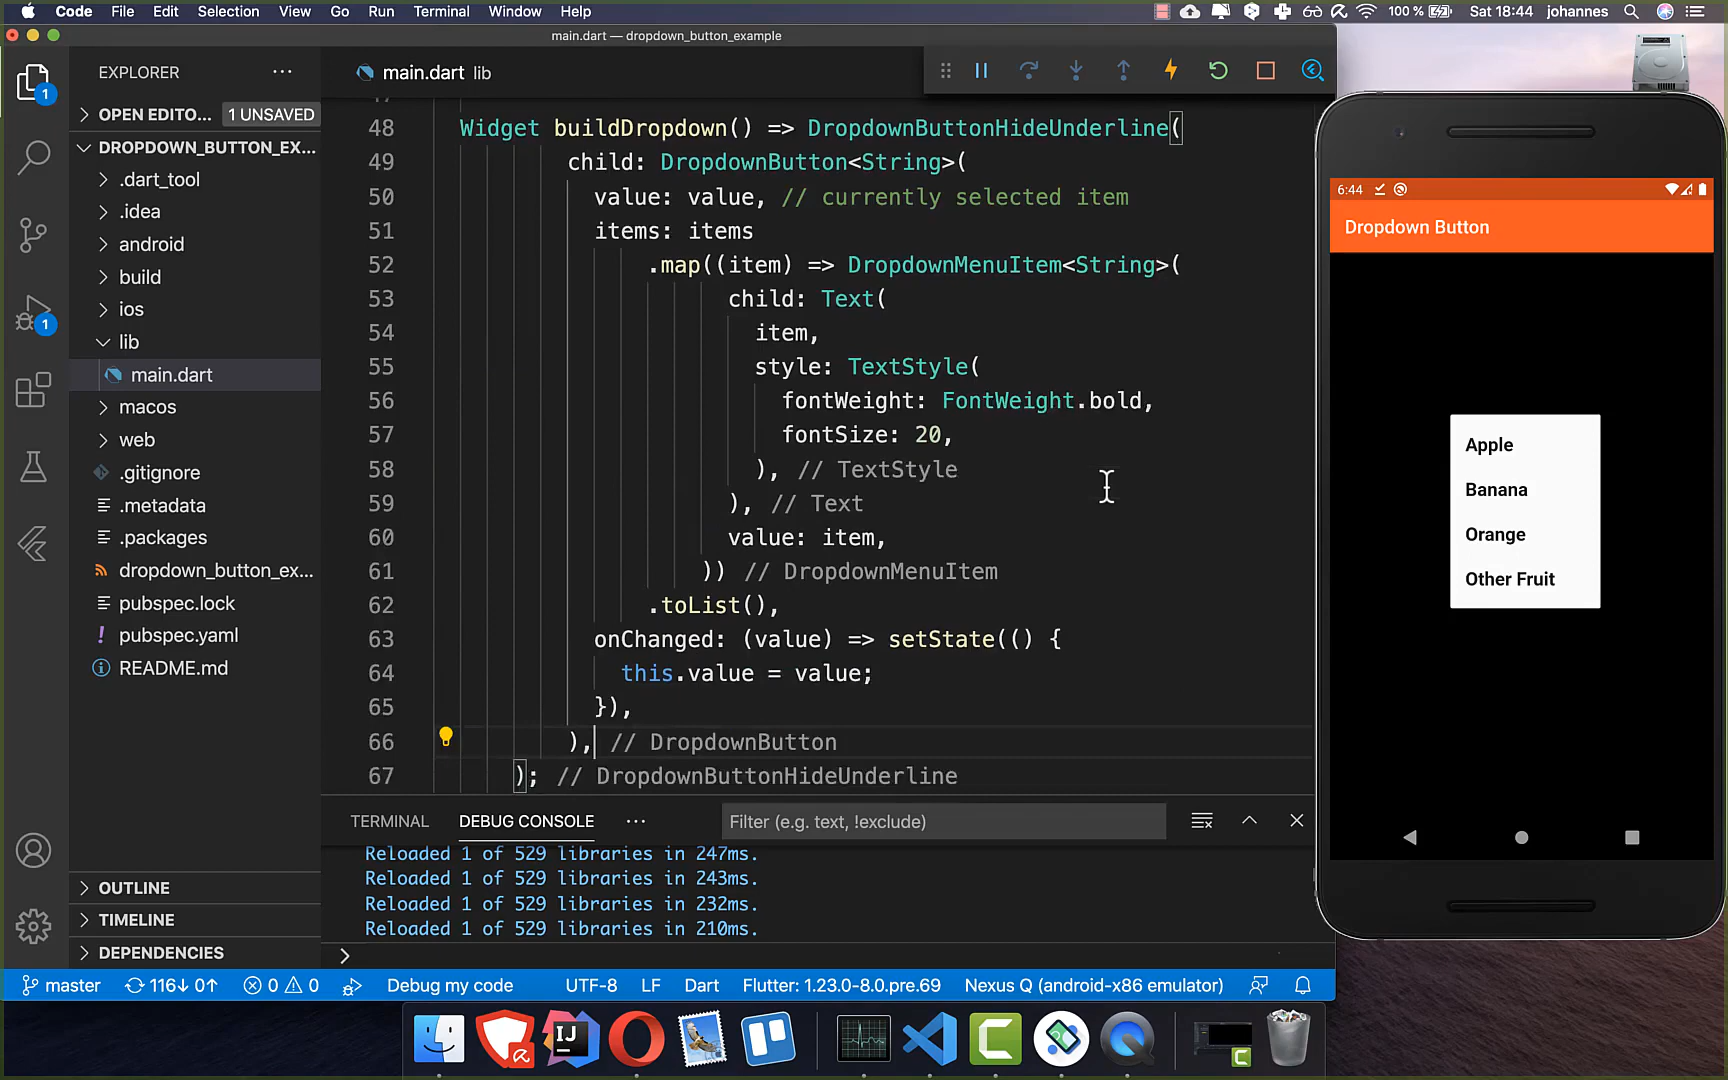 Code File Edit Selection View Go Run Terminal Window Help
100 % Sat 18:44 johannes
main.dart — dropdown_button_example
EXPLORER
main.dart lib
OPEN EDITO... 1 UNSAVED
DROPDOWN_BUTTON_EX...
.dart_tool
.idea
android
build
ios
lib
main.dart
macos
web
.gitignore
.metadata
.packages
dropdown_button_ex...
pubspec.lock
pubspec.yaml
README.md
OUTLINE
TIMELINE
DEPENDENCIES
1
1
48 Widget buildDropdown() => DropdownButtonHideUnderline(
49 child: DropdownButton<String>(
50 value: value, // currently selected item
51 items: items
52 .map((item) => DropdownMenuItem<String>(
53 child: Text(
54 item,
55 style: TextStyle(
56 fontWeight: FontWeight.bold,
57 fontSize: 20,
58 ), // TextStyle
59 ), // Text
60 value: item,
61 )) // DropdownMenuItem
62 .toList(),
63 onChanged: (value) => setState(() {
64 this.value = value;
65 }),
66 ), // DropdownButton
67 ); // DropdownButtonHideUnderline
TERMINAL DEBUG CONSOLE ... Filter (e.g. text, !exclude)
Reloaded 1 of 529 libraries in 247ms.
Reloaded 1 of 529 libraries in 243ms.
Reloaded 1 of 529 libraries in 232ms.
Reloaded 1 of 529 libraries in 210ms.
master 116↓ 0↑ 0 0 Debug my code UTF-8 LF Dart Flutter: 1.23.0-8.0.pre.69 Nexus Q (android-x86 emulator)
6:44
Dropdown Button
Apple
Banana
Orange
Other Fruit
IJ